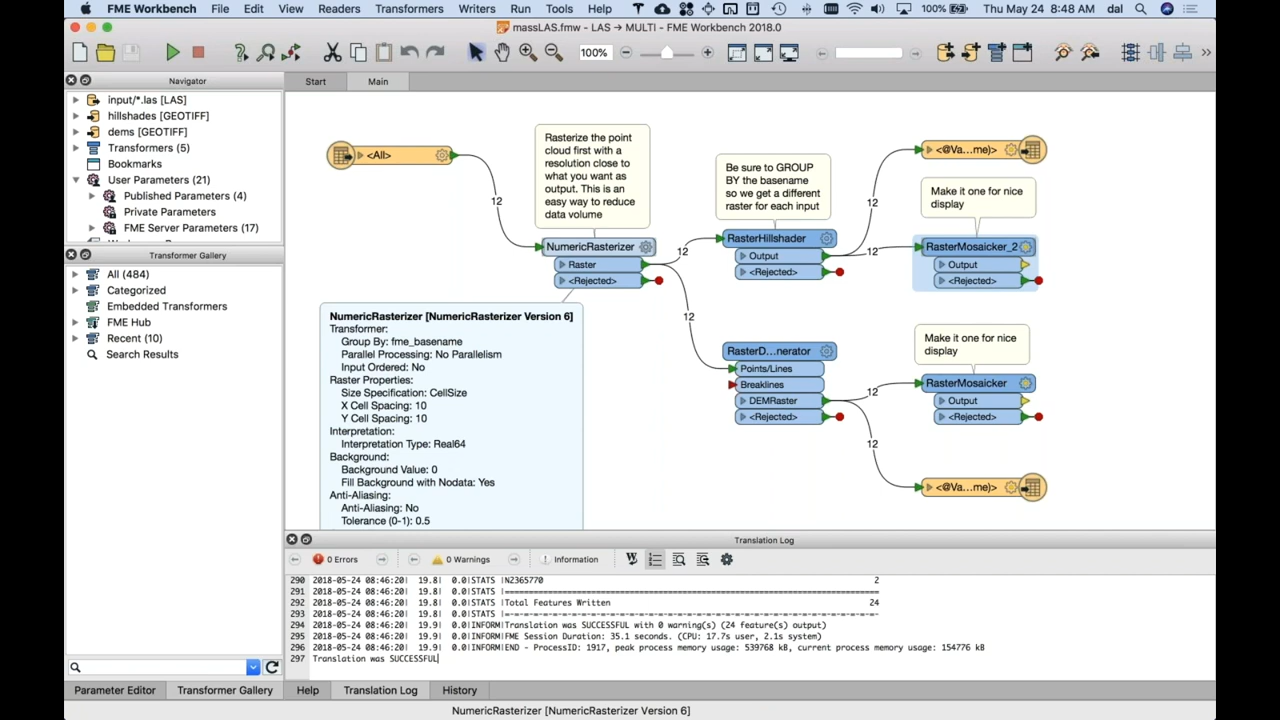 FME Workbench File Edit View Readers Transformers Writers Run Tools Help 100% Thu May 24 8:48 AM dal
massLAS.fmw - LAS → MULTI - FME Workbench 2018.0
100%
Navigator
input/*.las [LAS]
hillshades [GEOTIFF]
dems [GEOTIFF]
Transformers (5)
Bookmarks
User Parameters (21)
Published Parameters (4)
Private Parameters
FME Server Parameters (17)
Transformer Gallery
All (484)
Categorized
Embedded Transformers
FME Hub
Recent (10)
Search Results
Start Main
<All>
12
Rasterize the point
cloud first with a
resolution close to
what you want as
output. This is an
easy way to reduce
data volume
NumericRasterizer
Raster
<Rejected>
12
12
Be sure to GROUP
BY the basename
so we get a different
raster for each input
RasterHillshader
Output
<Rejected>
12
12
<@Va...me)>
Make it one for nice
display
RasterMosaicker_2
Output
<Rejected>
RasterD...nerator
Points/Lines
Breaklines
DEMRaster
<Rejected>
12
12
Make it one for nice
display
RasterMosaicker
Output
<Rejected>
<@Va...me)>
NumericRasterizer [NumericRasterizer Version 6]
Transformer:
Group By: fme_basename
Parallel Processing: No Parallelism
Input Ordered: No
Raster Properties:
Size Specification: CellSize
X Cell Spacing: 10
Y Cell Spacing: 10
Interpretation:
Interpretation Type: Real64
Background:
Background Value: 0
Fill Background with Nodata: Yes
Anti-Aliasing:
Anti-Aliasing: No
Tolerance (0-1): 0.5
Translation Log
0 Errors 0 Warnings Information
290 2018-05-24 08:46:20| 19.8| 0.0|STATS |N2365770 2
291 2018-05-24 08:46:20| 19.8| 0.0|STATS |==============================================================================
292 2018-05-24 08:46:20| 19.8| 0.0|STATS |Total Features Written 24
293 2018-05-24 08:46:20| 19.8| 0.0|STATS |=-=-=-=-=-=-=-=-=-=-=-=-=-=-=-=-=-=-=-=-=-=-=-=-=-=-=-=-=-=-=-=-=-=-=-=-=-=-
294 2018-05-24 08:46:20| 19.8| 0.0|INFORM|Translation was SUCCESSFUL with 0 warning(s) (24 feature(s) output)
295 2018-05-24 08:46:20| 19.9| 0.0|INFORM|FME Session Duration: 35.1 seconds. (CPU: 17.7s user, 2.1s system)
296 2018-05-24 08:46:20| 19.9| 0.0|INFORM|END - ProcessID: 1917, peak process memory usage: 539768 kB, current process memory usage: 154776 kB
297 Translation was SUCCESSFUL
Parameter Editor Transformer Gallery Help Translation Log History
NumericRasterizer [NumericRasterizer Version 6]